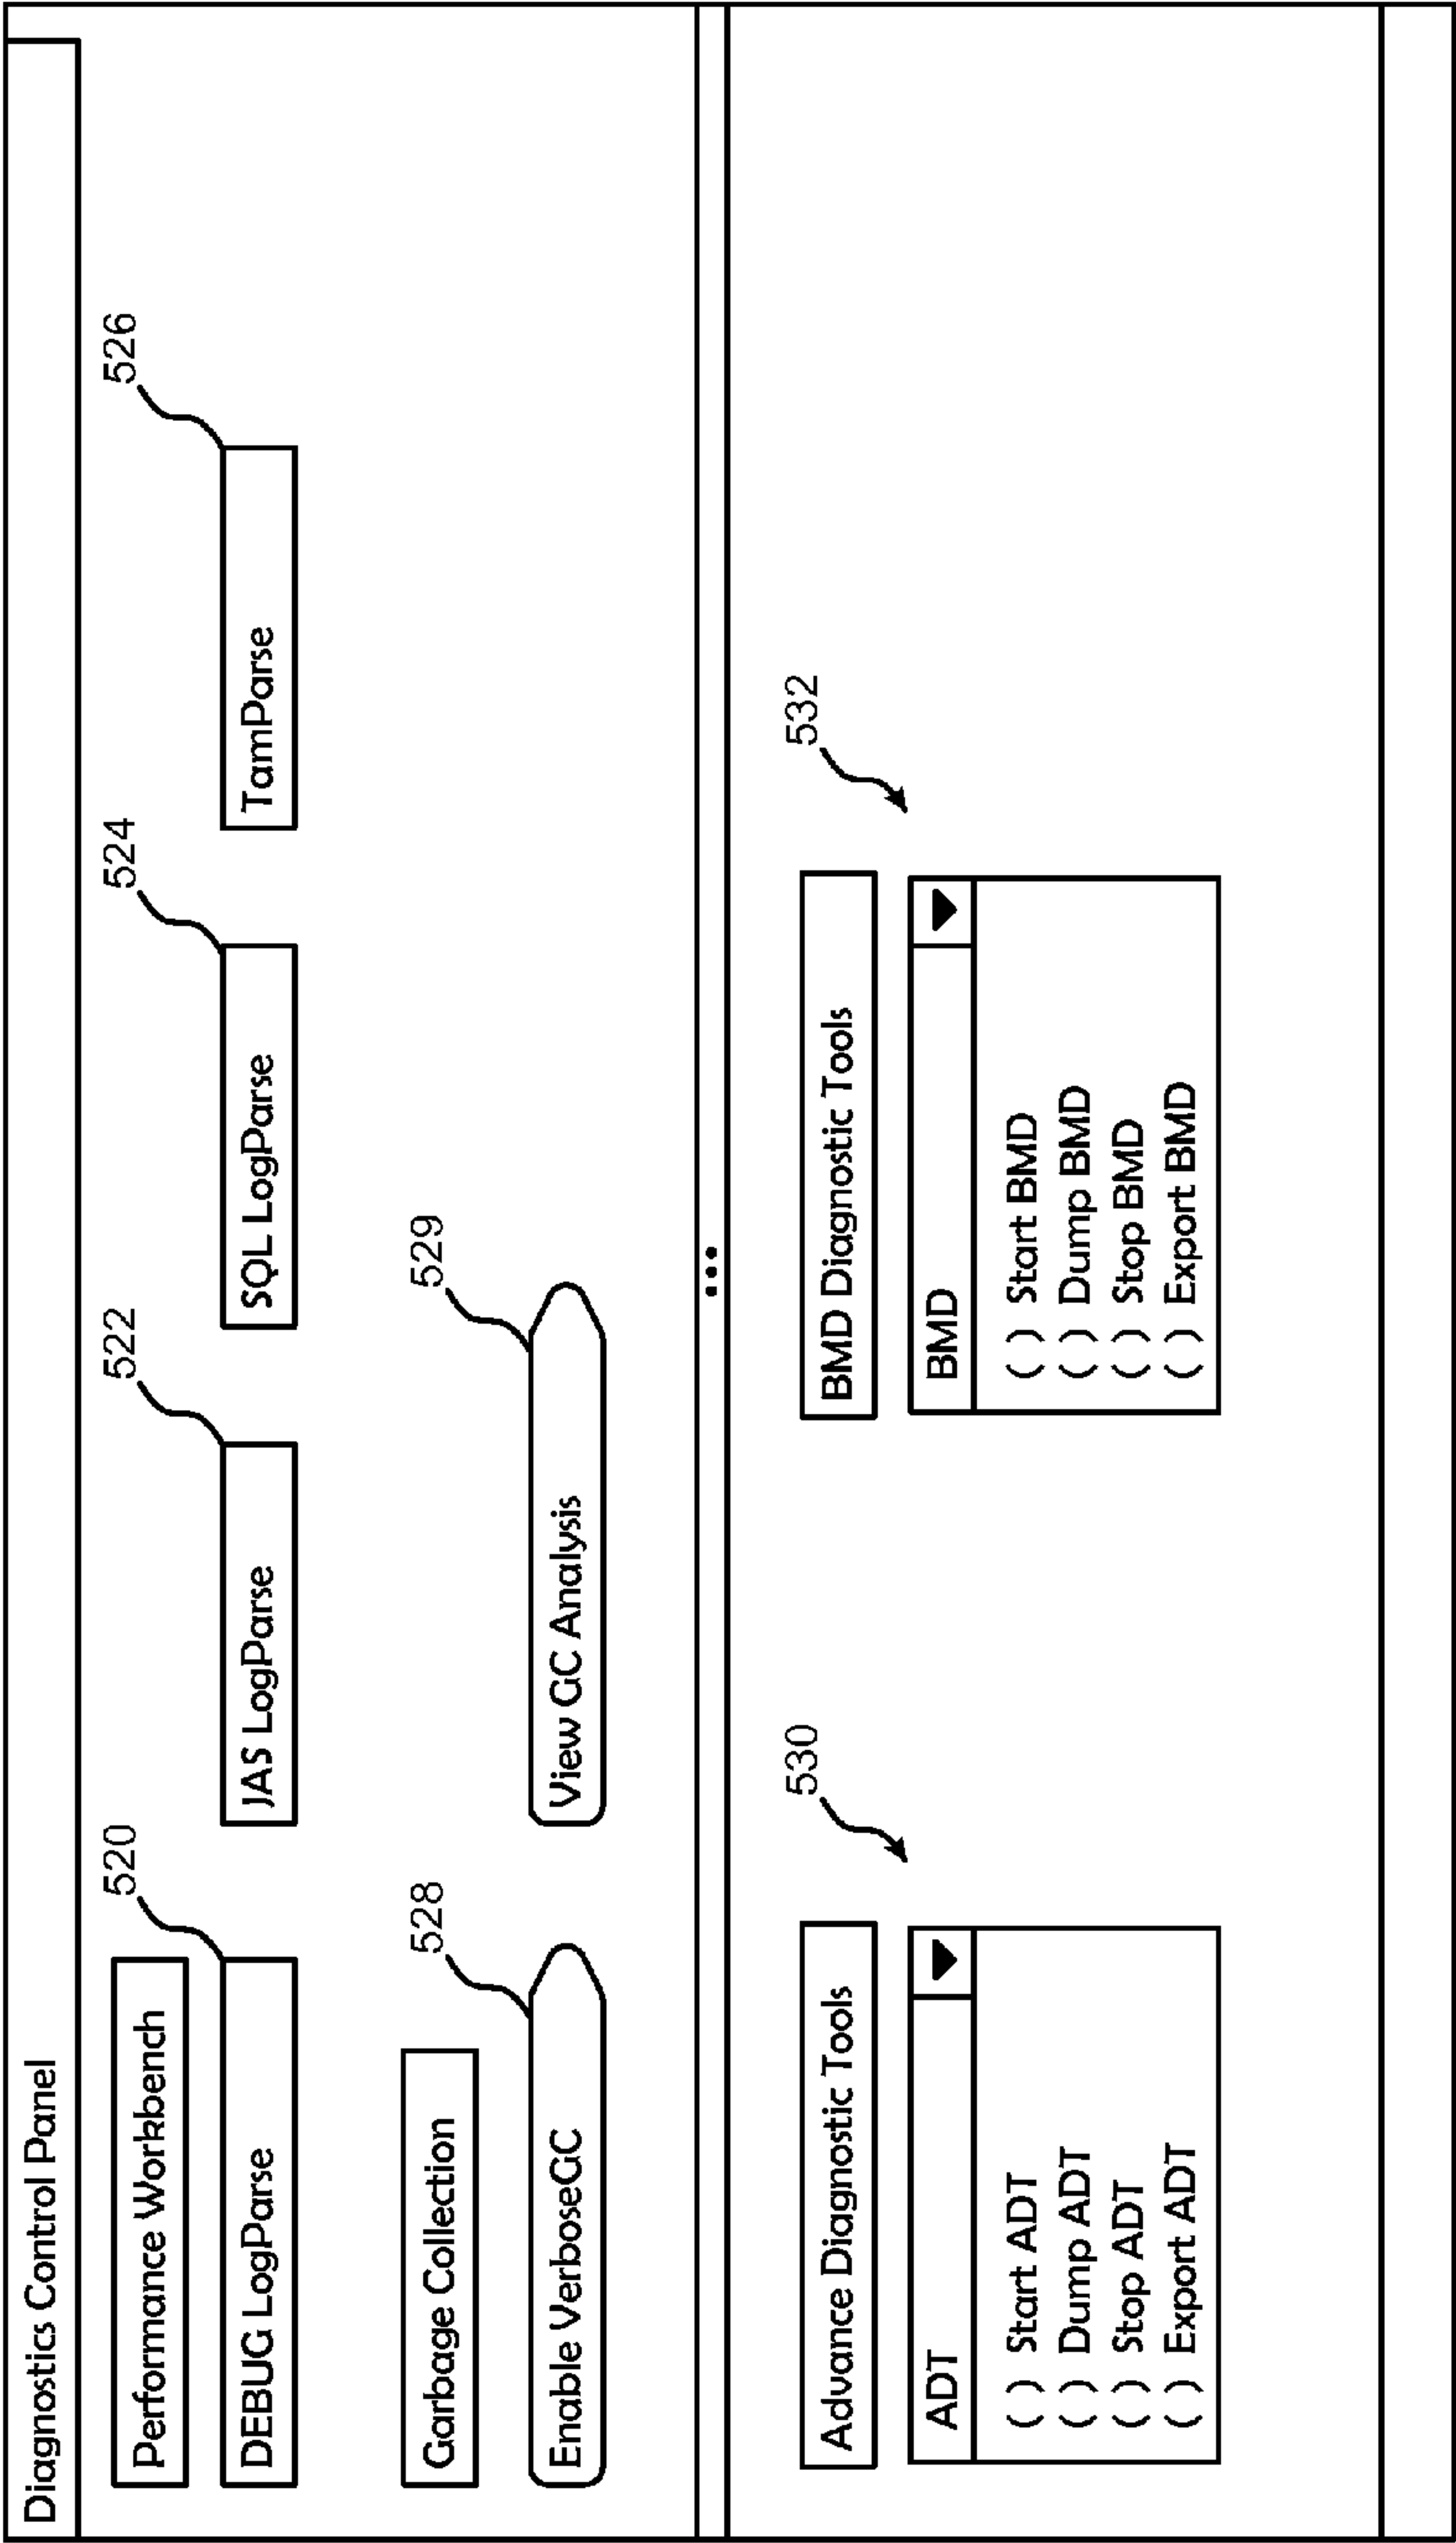 Diagnostics Control Panel
Performance Workbench
520
522
524
526
DEBUG LogParse
JAS LogParse
SQL LogParse
TamParse
Garbage Collection
528
529
Enable VerboseGC
View GC Analysis
...
530
532
Advance Diagnostic Tools
BMD Diagnostic Tools
ADT
BMD
( ) Start ADT
( ) Dump ADT
( ) Stop ADT
( ) Export ADT
( ) Start BMD
( ) Dump BMD
( ) Stop BMD
( ) Export BMD